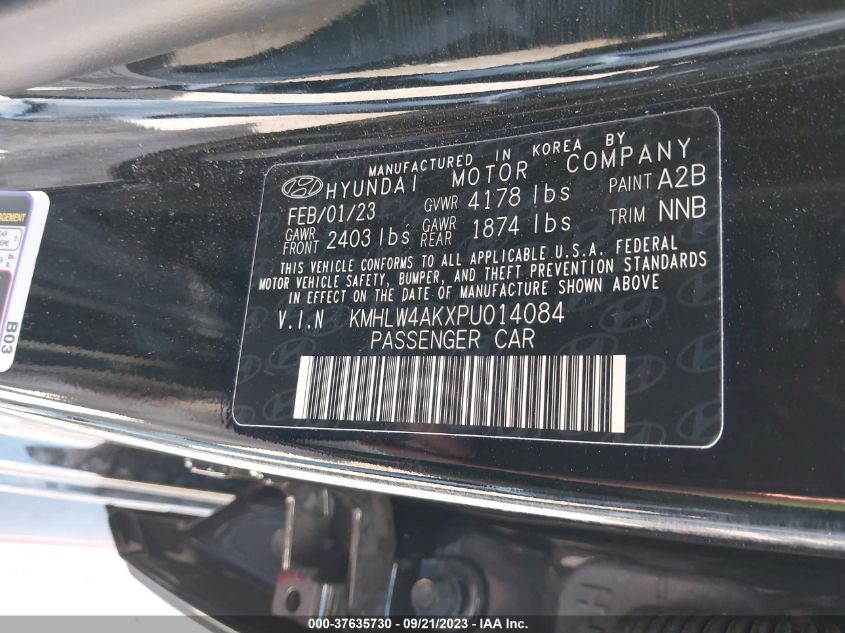 MANUFACTURED IN KOREA BY
HYUNDAI MOTOR COMPANY
FEB/01/23 GVWR 4178 lbs PAINT A2B
GAWR FRONT 2403 lbs GAWR REAR 1874 lbs TRIM NNB
THIS VEHICLE CONFORMS TO ALL APPLICABLE U.S.A. FEDERAL
MOTOR VEHICLE SAFETY, BUMPER, AND THEFT PREVENTION STANDARDS
IN EFFECT ON THE DATE OF MANUFACTURE SHOWN ABOVE
V.I.N KMHLW4AKXPU014084
PASSENGER CAR
B03
000-37635730 - 09/21/2023 - IAA Inc.